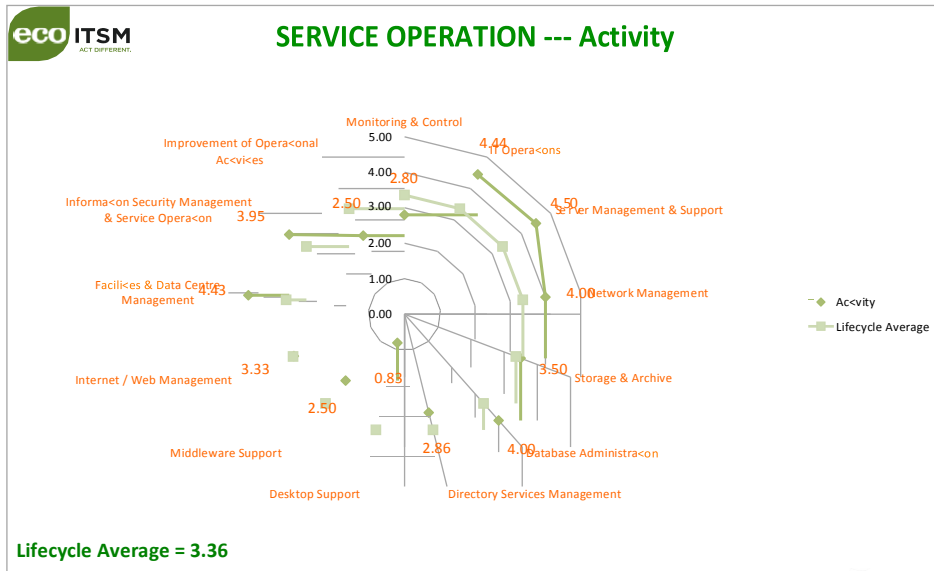 eco ITSM
ACT DIFFERENT.
SERVICE OPERATION --- Activity
Monitoring & Control
5.00
4.44
Improvement of Opera<onal
Ac<vi<es
IT Opera<ons
4.00
2.80
Informa<on Security Management
& Service Opera<on
3.95
2.50
3.00
4.50
Server Management & Support
2.00
Facili<es & Data Centre
Management
4.43
1.00
4.00
Network Management
0.00
Ac<vity
Lifecycle Average
Internet / Web Management
3.33
0.83
3.50
Storage & Archive
2.50
Middleware Support
2.86
4.00
Database Administra<on
Desktop Support
Directory Services Management
Lifecycle Average = 3.36